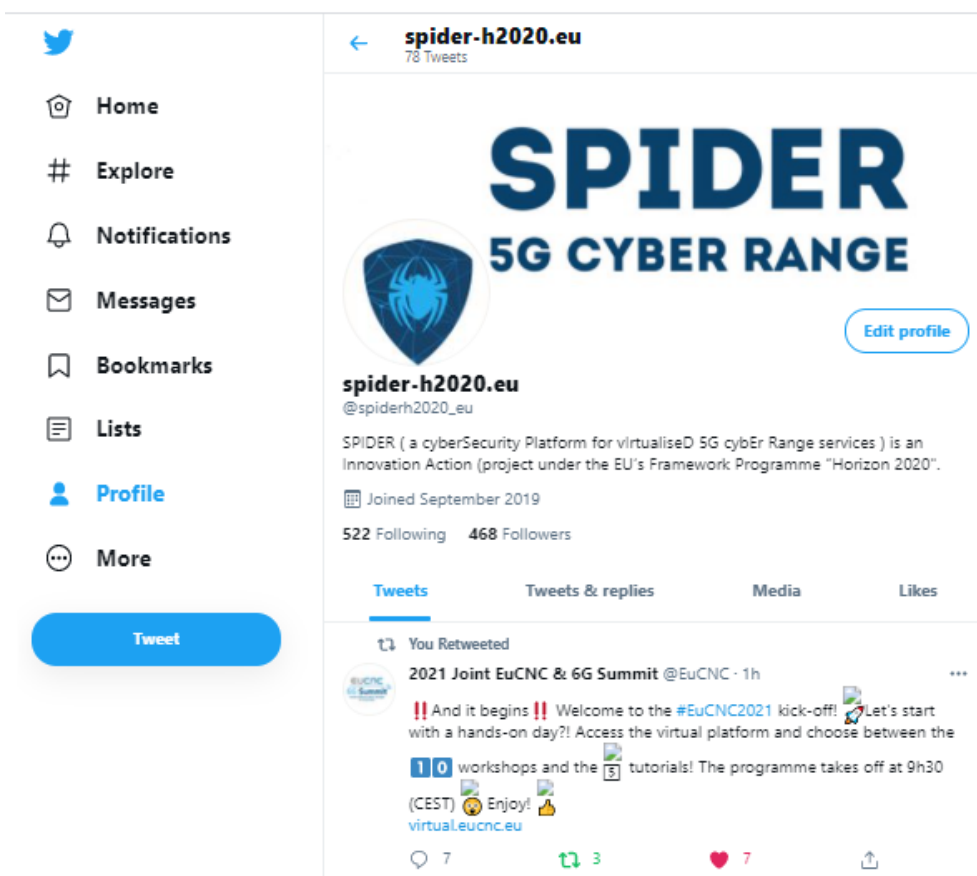 spider-h2020.eu
78 Tweets
Home
Explore
Notifications
Messages
Bookmarks
Lists
Profile
More
Tweet
SPIDER
5G CYBER RANGE
Edit profile
spider-h2020.eu
@spiderh2020_eu
SPIDER ( a cyberSecurity Platform for vIrtualiseD 5G cybEr Range services ) is an
Innovation Action (project under the EU's Framework Programme "Horizon 2020".
Joined September 2019
522 Following 468 Followers
Tweets Tweets & replies Media Likes
You Retweeted
2021 Joint EuCNC & 6G Summit @EuCNC · 1h
eucnc
6G Summit
‼️And it begins‼️ Welcome to the #EuCNC2021 kick-off! 🚀Let's start
with a hands-on day?! Access the virtual platform and choose between the
1 0 workshops and the 5 tutorials! The programme takes off at 9h30
(CEST) 😲 Enjoy! 👍
virtual.eucnc.eu
7 3 7